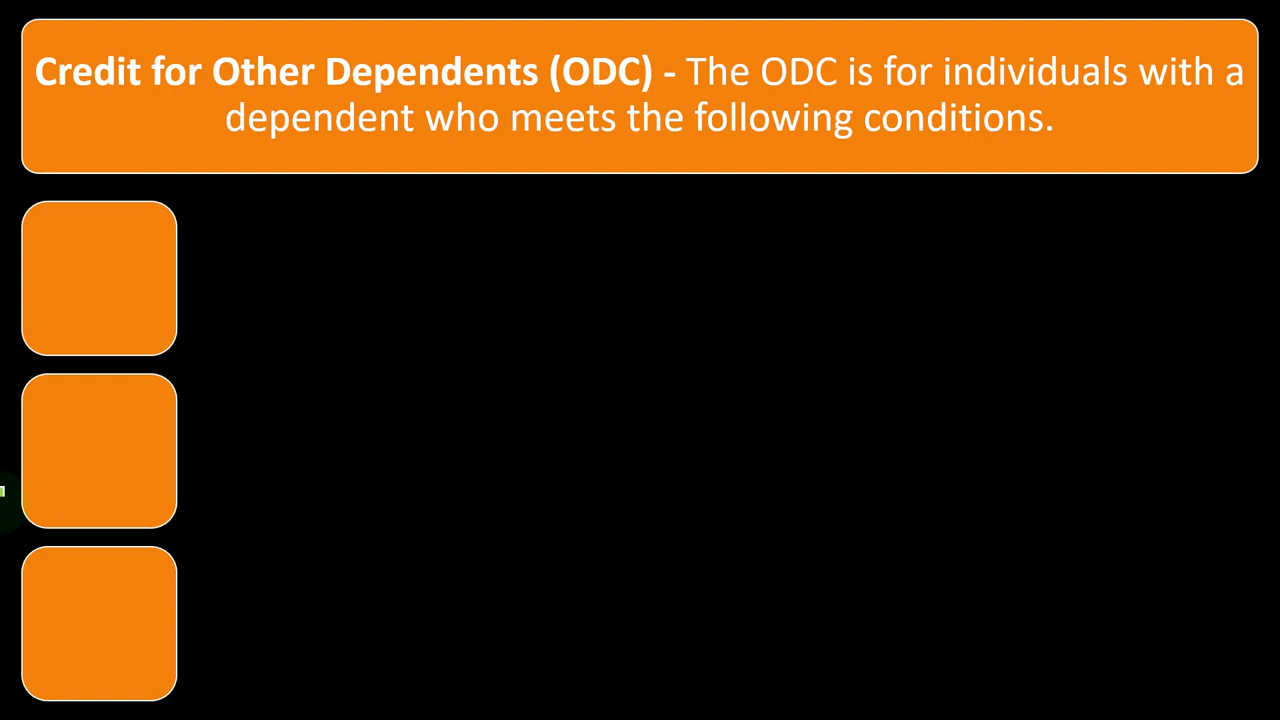 Credit for Other Dependents (ODC) - The ODC is for individuals with a
dependent who meets the following conditions.